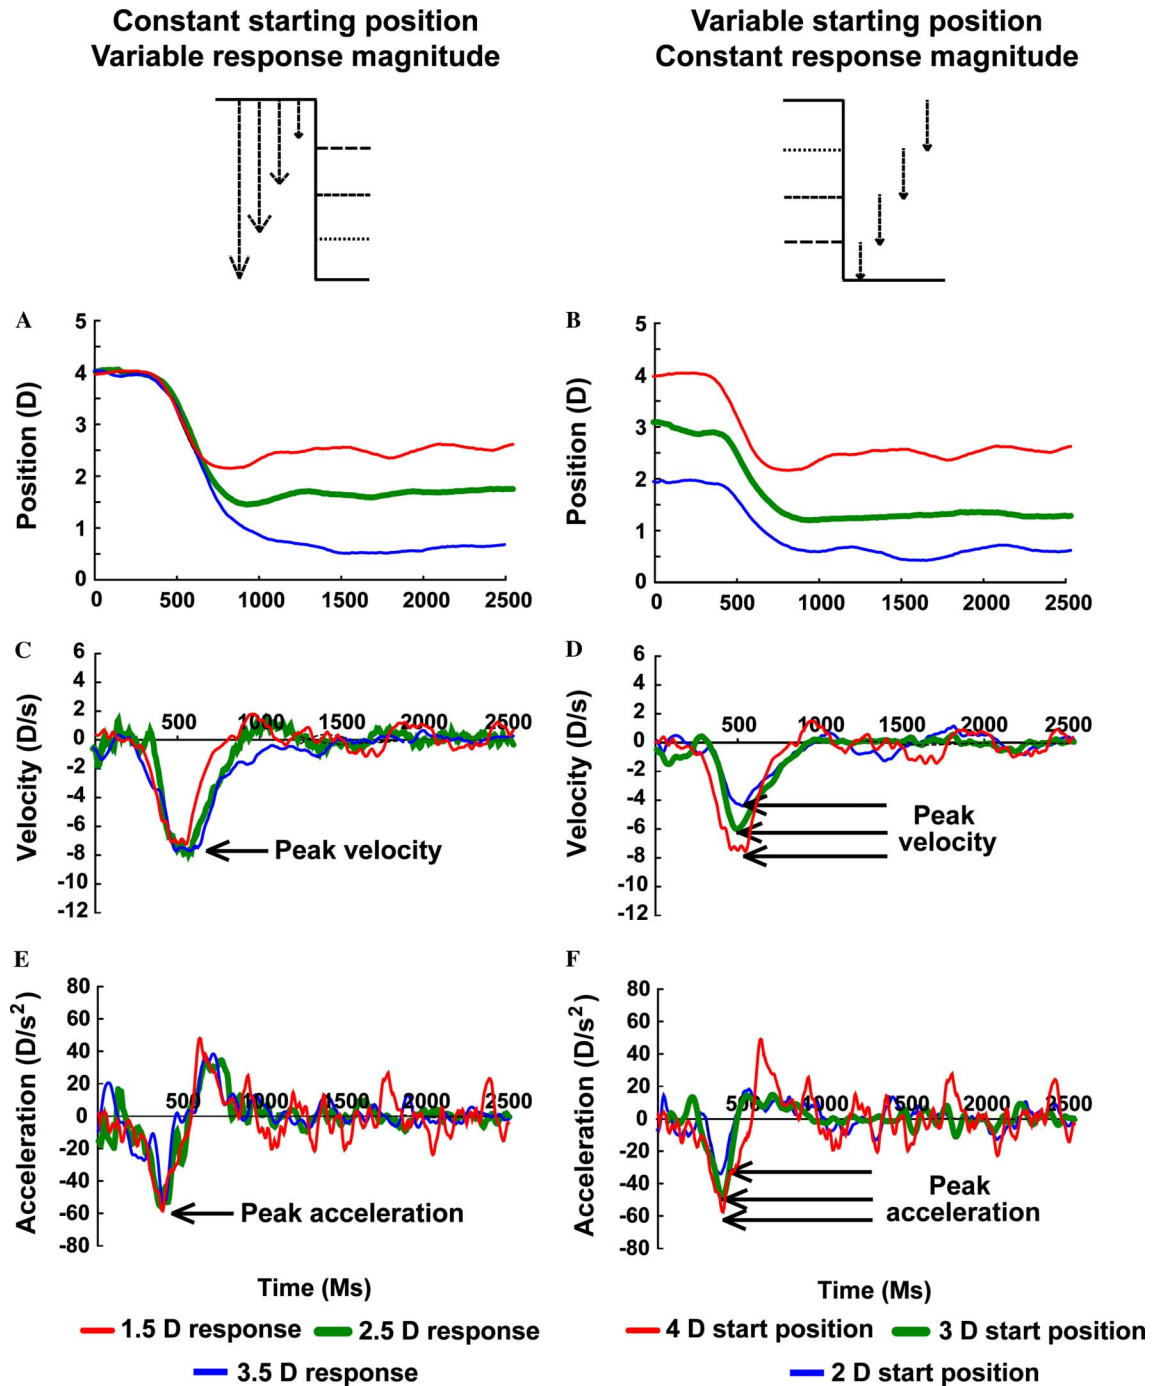 Constant starting position
Variable response magnitude
Variable starting position
Constant response magnitude
A
5
4
3
2
1
0
Position (D)
0 500 1000 1500 2000 2500
B
5
4
3
2
1
0
Position (D)
0 500 1000 1500 2000 2500
C
6
4
2
0
-2
-4
-6
-8
-10
-12
Velocity (D/s)
500 1000 1500 2000 2500
Peak velocity
D
6
4
2
0
-2
-4
-6
-8
-10
-12
Velocity (D/s)
500 1000 1500 2000 2500
Peak
velocity
E
80
60
40
20
0
-20
-40
-60
-80
Acceleration (D/s²)
500 1000 1500 2000 2500
Peak acceleration
F
80
60
40
20
0
-20
-40
-60
-80
Acceleration (D/s²)
500 1000 1500 2000 2500
Peak
acceleration
Time (Ms)
1.5 D response 2.5 D response
3.5 D response
Time (Ms)
4 D start position 3 D start position
2 D start position